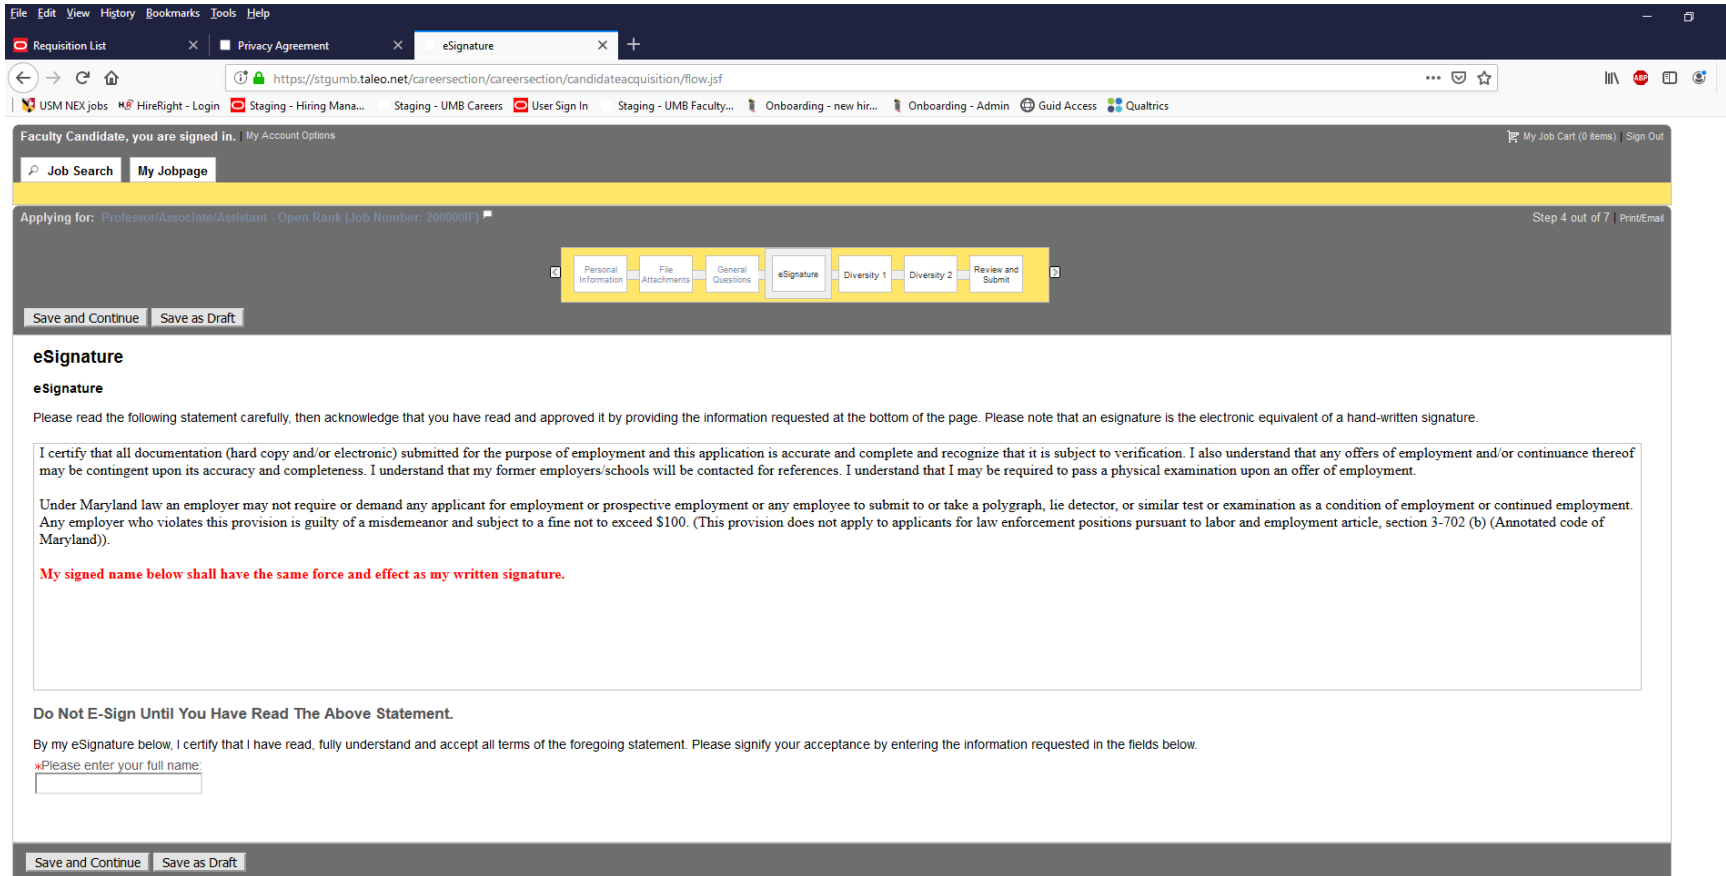 File Edit View History Bookmarks Tools Help
Requisition List
Privacy Agreement
eSignature
https://stgumb.taleo.net/careersection/careersection/candidateacquisition/flow.jsf
ABP
USM NEX jobs HR HireRight - Login Staging - Hiring Mana... Staging - UMB Careers User Sign In Staging - UMB Faculty... Onboarding - new hir... Onboarding - Admin Guid Access Qualtrics
Faculty Candidate, you are signed in. | My Account Options
My Job Cart (0 items) | Sign Out
Job Search
My Jobpage
Applying for: Professor/Associate/Assistant - Open Rank (Job Number: 200000IF)
Step 4 out of 7 | Print/Email
Personal
Information
File
Attachments
General
Questions
eSignature
Diversity 1
Diversity 2
Review and
Submit
Save and Continue
Save as Draft
eSignature
eSignature
Please read the following statement carefully, then acknowledge that you have read and approved it by providing the information requested at the bottom of the page. Please note that an esignature is the electronic equivalent of a hand-written signature.
I certify that all documentation (hard copy and/or electronic) submitted for the purpose of employment and this application is accurate and complete and recognize that it is subject to verification. I also understand that any offers of employment and/or continuance thereof
may be contingent upon its accuracy and completeness. I understand that my former employers/schools will be contacted for references. I understand that I may be required to pass a physical examination upon an offer of employment.
Under Maryland law an employer may not require or demand any applicant for employment or prospective employment or any employee to submit to or take a polygraph, lie detector, or similar test or examination as a condition of employment or continued employment.
Any employer who violates this provision is guilty of a misdemeanor and subject to a fine not to exceed $100. (This provision does not apply to applicants for law enforcement positions pursuant to labor and employment article, section 3-702 (b) (Annotated code of
Maryland)).
My signed name below shall have the same force and effect as my written signature.
Do Not E-Sign Until You Have Read The Above Statement.
By my eSignature below, I certify that I have read, fully understand and accept all terms of the foregoing statement. Please signify your acceptance by entering the information requested in the fields below.
*Please enter your full name:
Save and Continue
Save as Draft